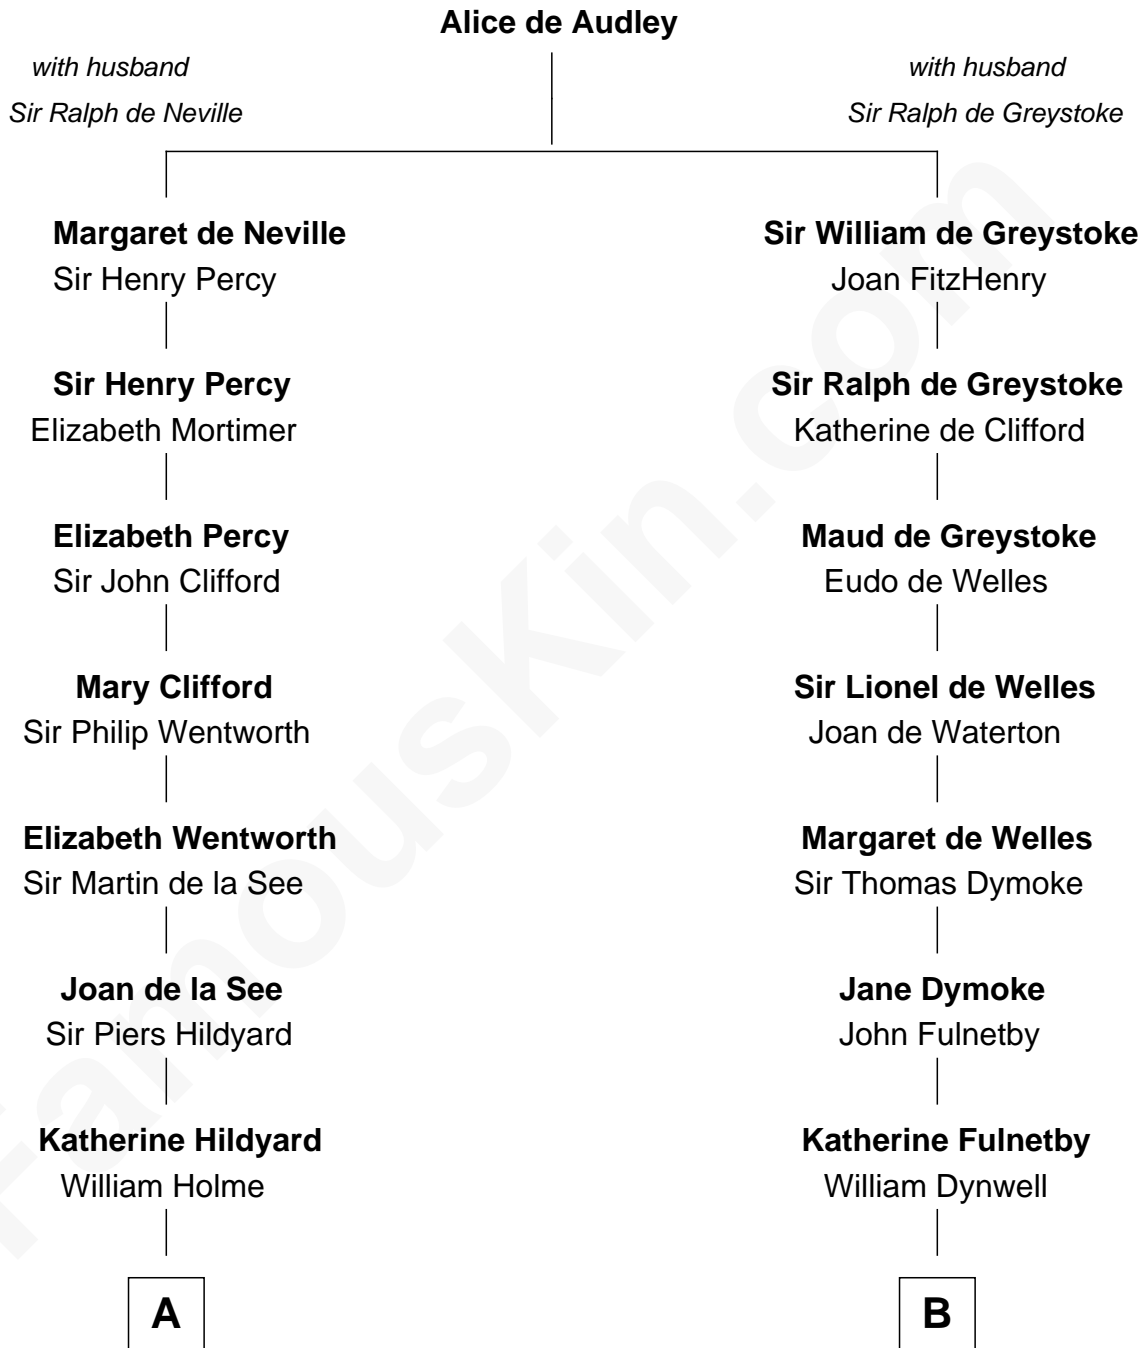 Alice de Audley
with husband
Sir Ralph de Neville
with husband
Sir Ralph de Greystoke
Margaret de Neville
Sir Henry Percy
Sir William de Greystoke
Joan FitzHenry
Sir Henry Percy
Elizabeth Mortimer
Sir Ralph de Greystoke
Katherine de Clifford
Elizabeth Percy
Sir John Clifford
Maud de Greystoke
Eudo de Welles
Mary Clifford
Sir Philip Wentworth
Sir Lionel de Welles
Joan de Waterton
Elizabeth Wentworth
Sir Martin de la See
Margaret de Welles
Sir Thomas Dymoke
Joan de la See
Sir Piers Hildyard
Jane Dymoke
John Fulnetby
Katherine Hildyard
William Holme
Katherine Fulnetby
William Dynwell
A
B
FamousKin.com